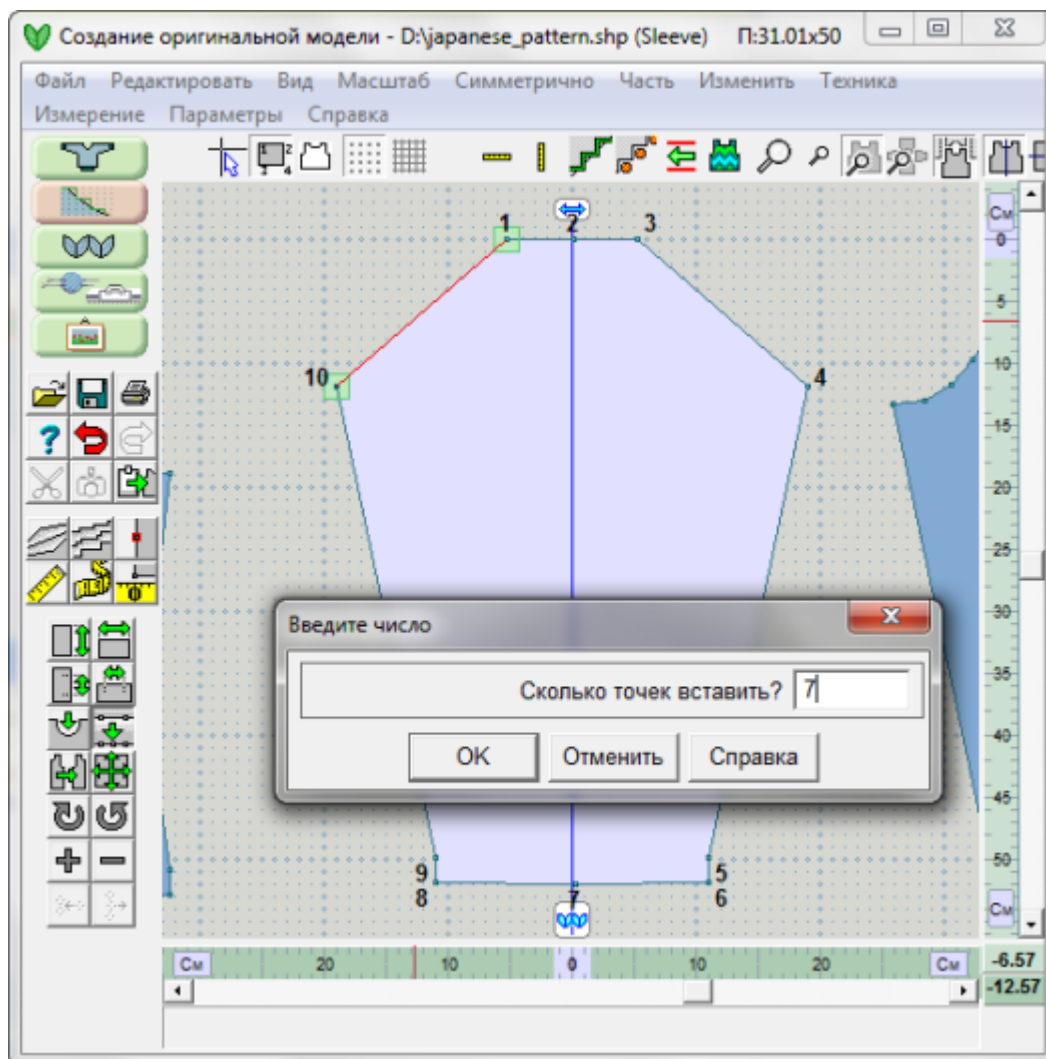 Создание оригинальной модели - D:\japanese_pattern.shp (Sleeve) П:31.01x50
Файл Редактировать Вид Масштаб Симметрично Часть Изменить Техника
Измерение Параметры Справка
См
1 2 3
0
5
10 4
10
15
20
25
30
Введите число
35
Сколько точек вставить? 7
40
OK Отменить Справка
45
50
9 5
8 7 6
См
См 20 10 0 10 20 См -6.57
-12.57